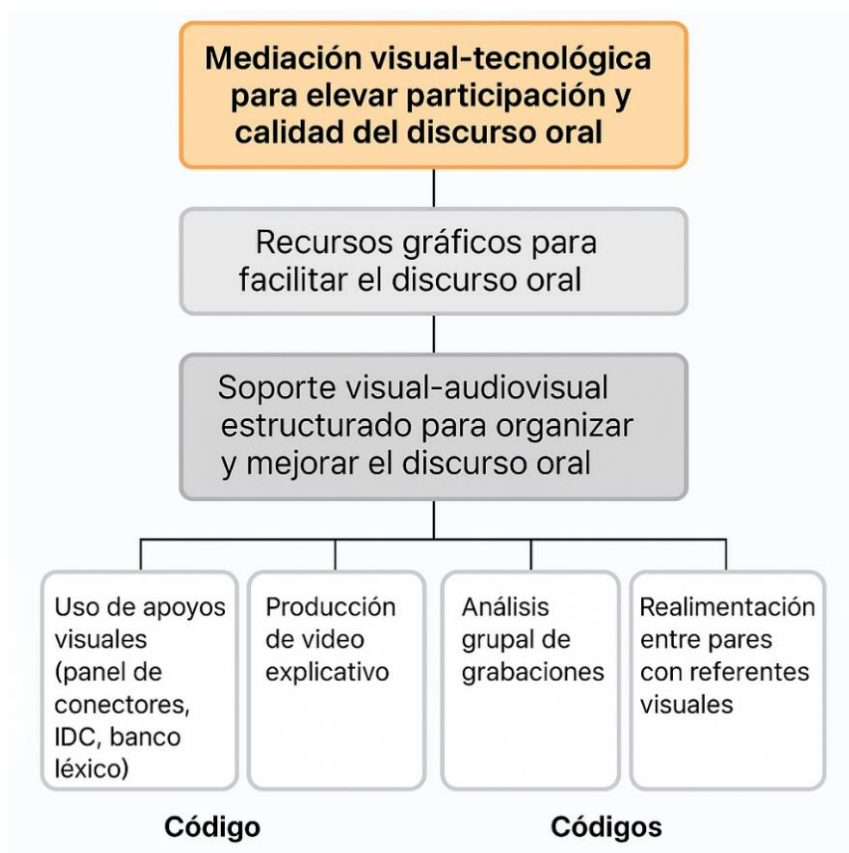 Mediación visual-tecnológica
para elevar participación y
calidad del discurso oral
Recursos gráficos para
facilitar el discurso oral
Soporte visual-audiovisual
estructurado para organizar
y mejorar el discurso oral
Uso de apoyos
visuales
(panel de
conectores,
IDC, banco
léxico)
Producción
de video
explicativo
Análisis
grupal de
grabaciones
Realimentación
entre pares
con referentes
visuales
Código
Códigos